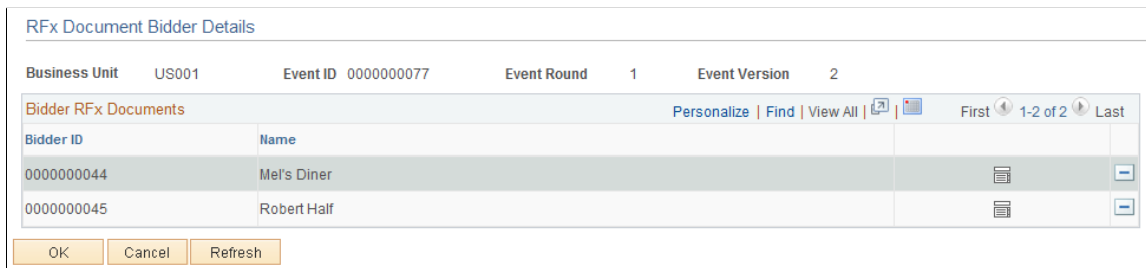 RFx Document Bidder Details
Business Unit US001 Event ID 0000000077 Event Round 1 Event Version 2
Bidder RFx Documents Personalize | Find | View All | | First 1-2 of 2 Last
Bidder ID Name
0000000044 Mel's Diner
0000000045 Robert Half
OK Cancel Refresh